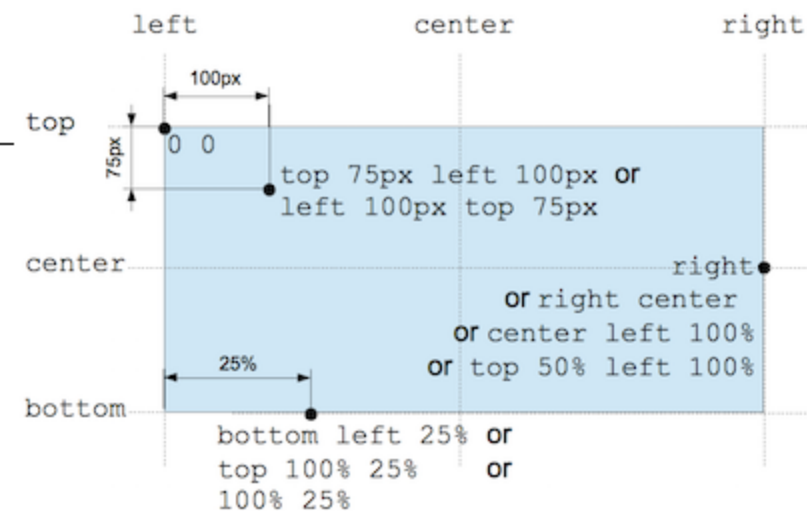 left center right
100px
top
0 0
75px
top 75px left 100px or
left 100px top 75px
center
right
or right center
or center left 100%
or top 50% left 100%
25%
bottom
bottom left 25% or
top 100% 25% or
100% 25%